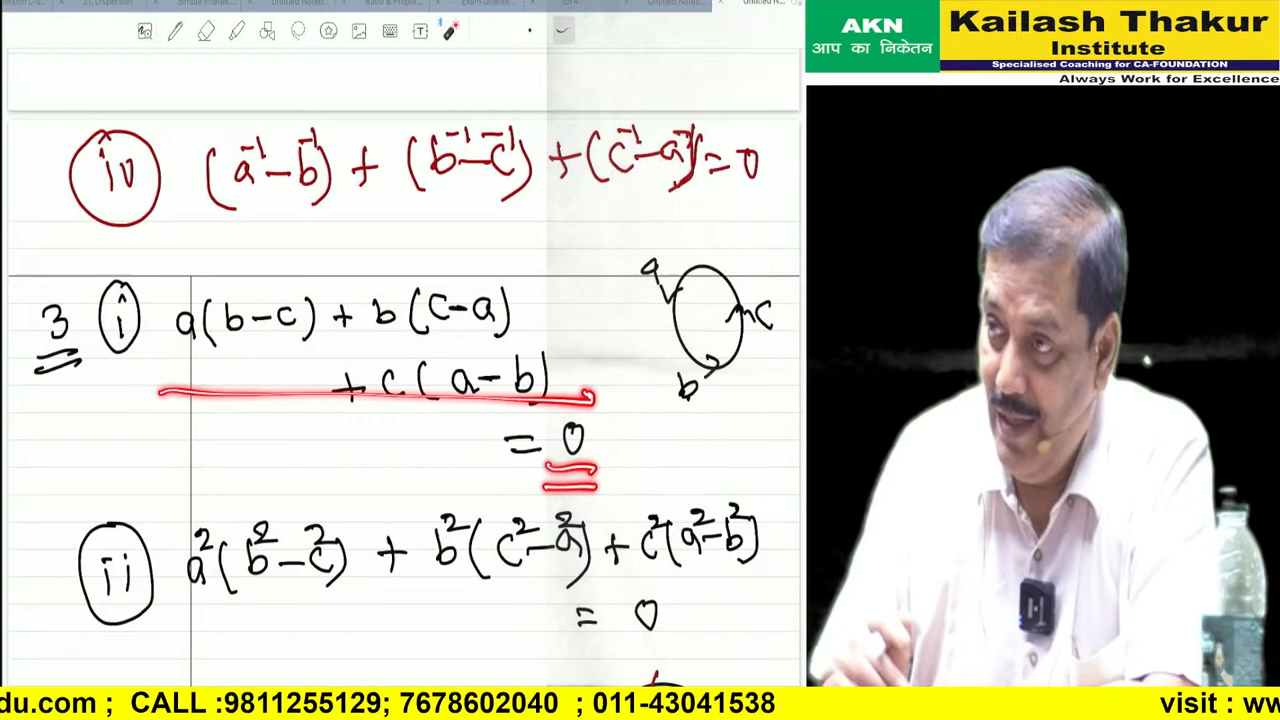 AKN
आप का निकेतन
Kailash Thakur
Institute
Specialised Coaching for CA-FOUNDATION
Always Work for Excellence
iv (a⁻¹-b⁻¹) + (b⁻¹-c⁻¹) + (c⁻¹-a⁻¹) = 0
3 i a(b-c) + b(c-a)
+ c(a-b)
= 0
a
c
b
ii a²(b²-c²) + b²(c²-a²) + c²(a²-b²)
= 0
du.com ; CALL :9811255129; 7678602040 ; 011-43041538 visit : ww